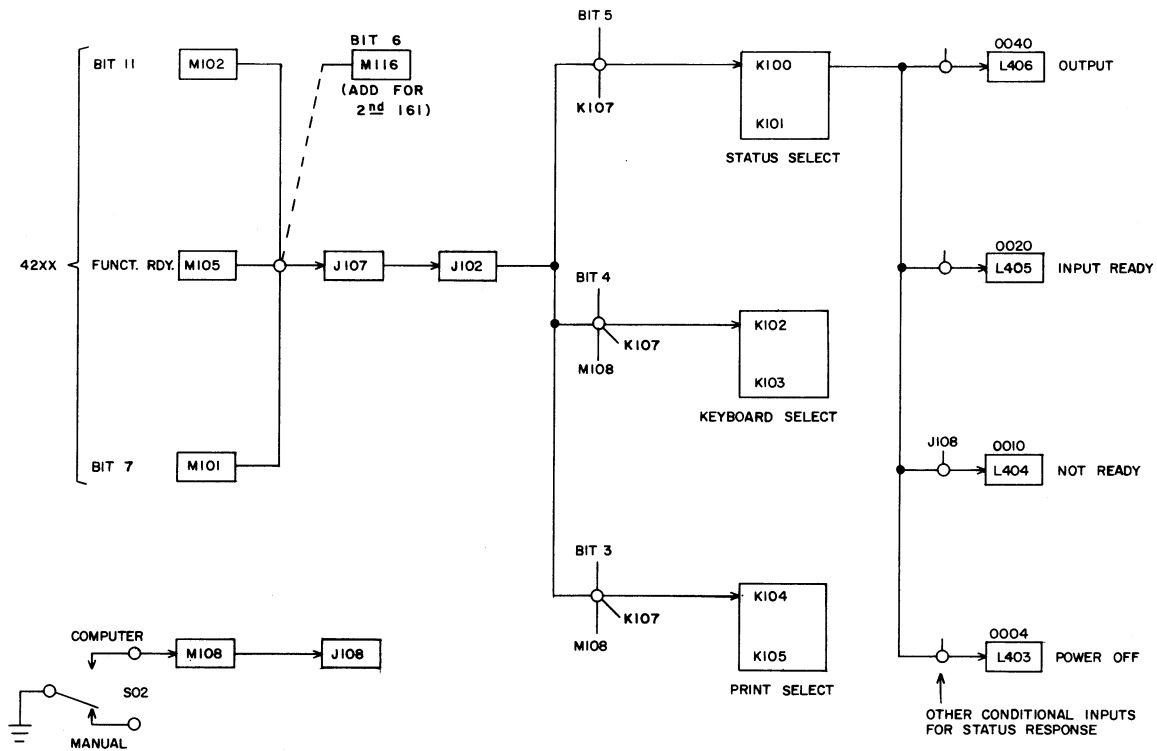 BIT 11
M102
BIT 6
M116
(ADD FOR
2nd 161)
42XX
FUNCT. RDY.
M105
J107
J102
BIT 7
M101
BIT 5
K107
K100
K101
STATUS SELECT
BIT 4
K107
M108
K102
K103
KEYBOARD SELECT
BIT 3
K107
M108
K104
K105
PRINT SELECT
0040
L406
OUTPUT
0020
L405
INPUT READY
J108
0010
L404
NOT READY
0004
L403
POWER OFF
OTHER CONDITIONAL INPUTS
FOR STATUS RESPONSE
COMPUTER
M108
J108
S02
MANUAL